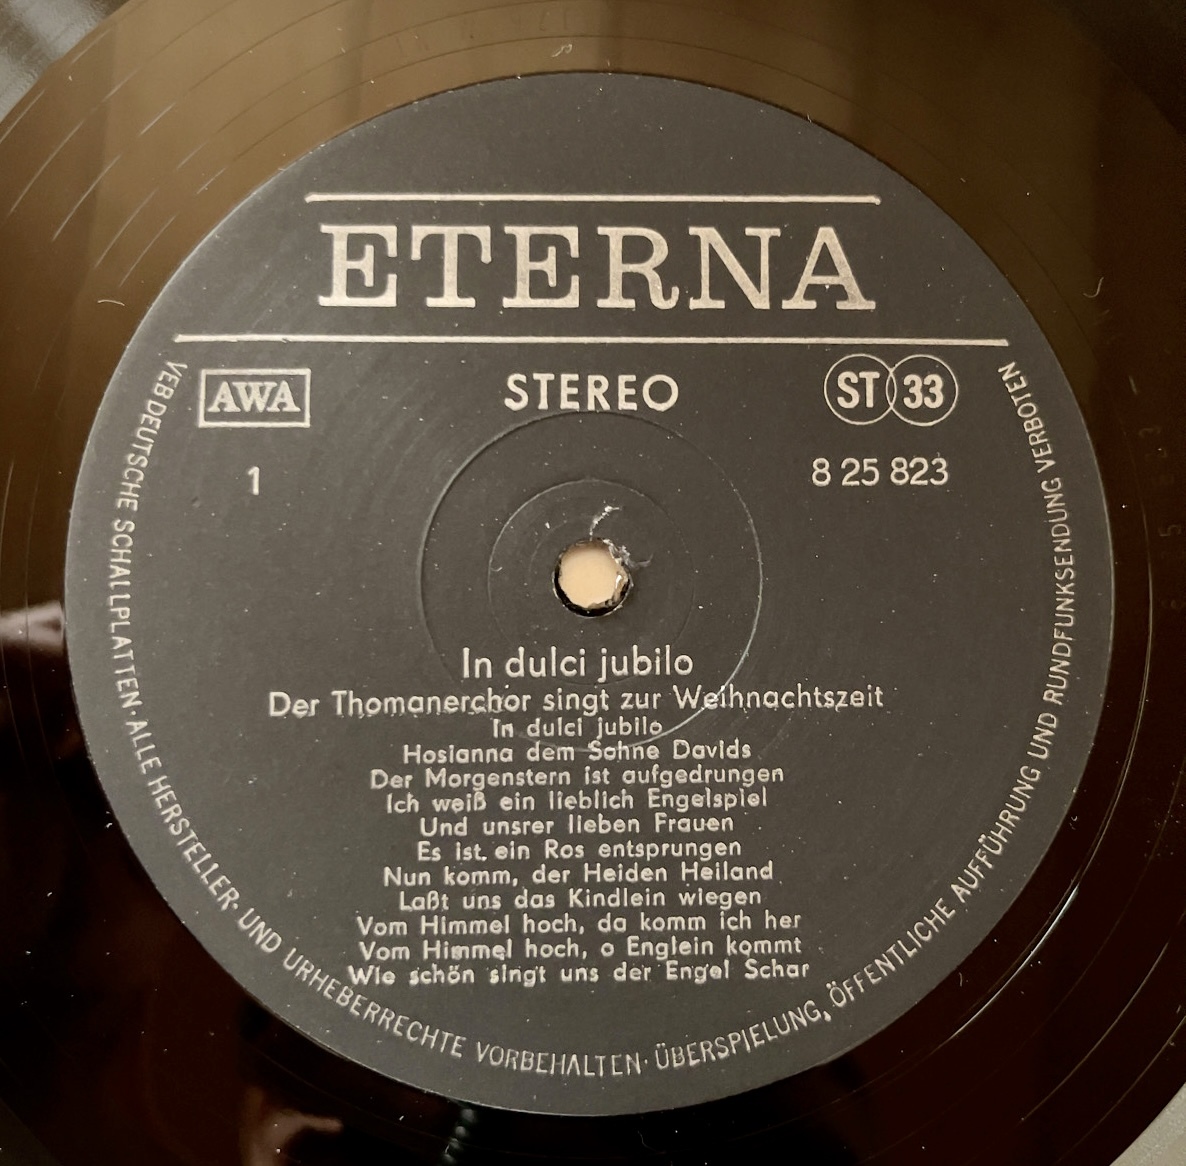 ETERNA
AWA
STEREO
ST 33
1
8 25 823
In dulci jubilo
Der Thomanerchor singt zur Weihnachtszeit
In dulci jubilo
Hosianna dem Sohne Davids
Der Morgenstern ist aufgedrungen
Ich weiß ein lieblich Engelspiel
Und unsrer lieben Frauen
Es ist ein Ros entsprungen
Nun komm, der Heiden Heiland
Laßt uns das Kindlein wiegen
Vom Himmel hoch, da komm ich her
Vom Himmel hoch, o Englein kommt
Wie schön singt uns der Engel Schar
VEB DEUTSCHE SCHALLPLATTEN · ALLE HERSTELLER- UND URHEBERRECHTE VORBEHALTEN · ÜBERSPIELUNG, ÖFFENTLICHE AUFFÜHRUNG UND RUNDFUNKSENDUNG VERBOTEN